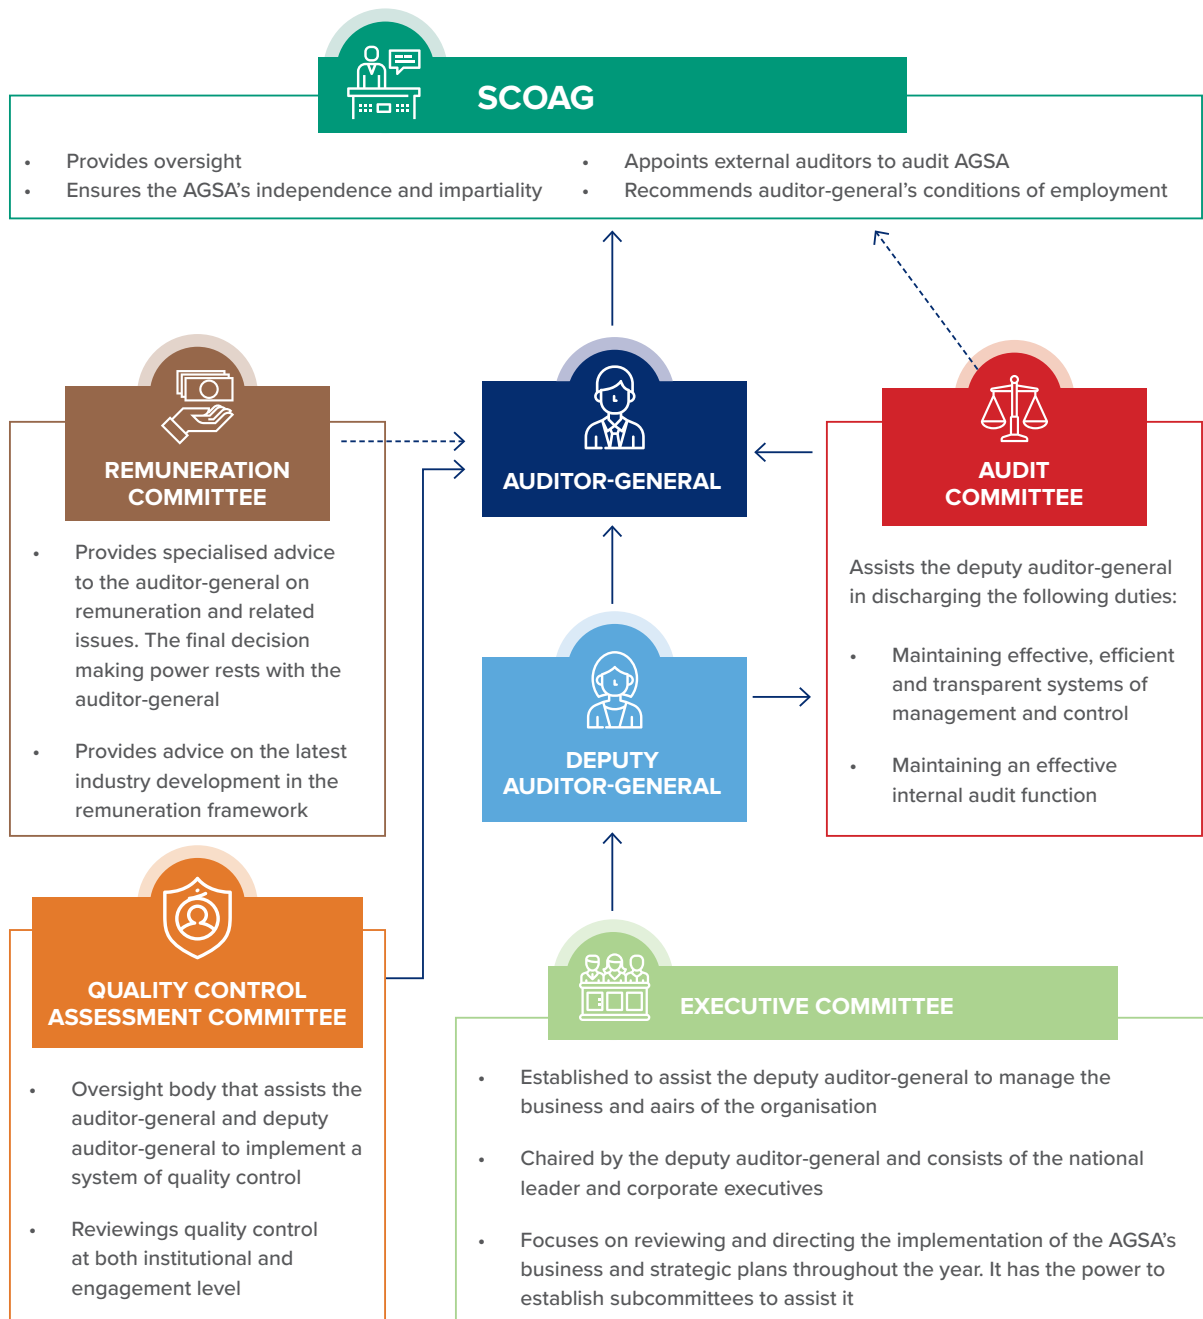 SCOAG
• Provides oversight
• Ensures the AGSA's independence and impartiality
• Appoints external auditors to audit AGSA
• Recommends auditor-general's conditions of employment
REMUNERATION
COMMITTEE
• Provides specialised advice
to the auditor-general on
remuneration and related
issues. The final decision
making power rests with the
auditor-general
• Provides advice on the latest
industry development in the
remuneration framework
AUDITOR-GENERAL
AUDIT
COMMITTEE
Assists the deputy auditor-general
in discharging the following duties:
• Maintaining effective, efficient
and transparent systems of
management and control
• Maintaining an effective
internal audit function
DEPUTY
AUDITOR-GENERAL
QUALITY CONTROL
ASSESSMENT COMMITTEE
• Oversight body that assists the
auditor-general and deputy
auditor-general to implement a
system of quality control
• Reviewings quality control
at both institutional and
engagement level
EXECUTIVE COMMITTEE
• Established to assist the deputy auditor-general to manage the
business and aairs of the organisation
• Chaired by the deputy auditor-general and consists of the national
leader and corporate executives
• Focuses on reviewing and directing the implementation of the AGSA's
business and strategic plans throughout the year. It has the power to
establish subcommittees to assist it